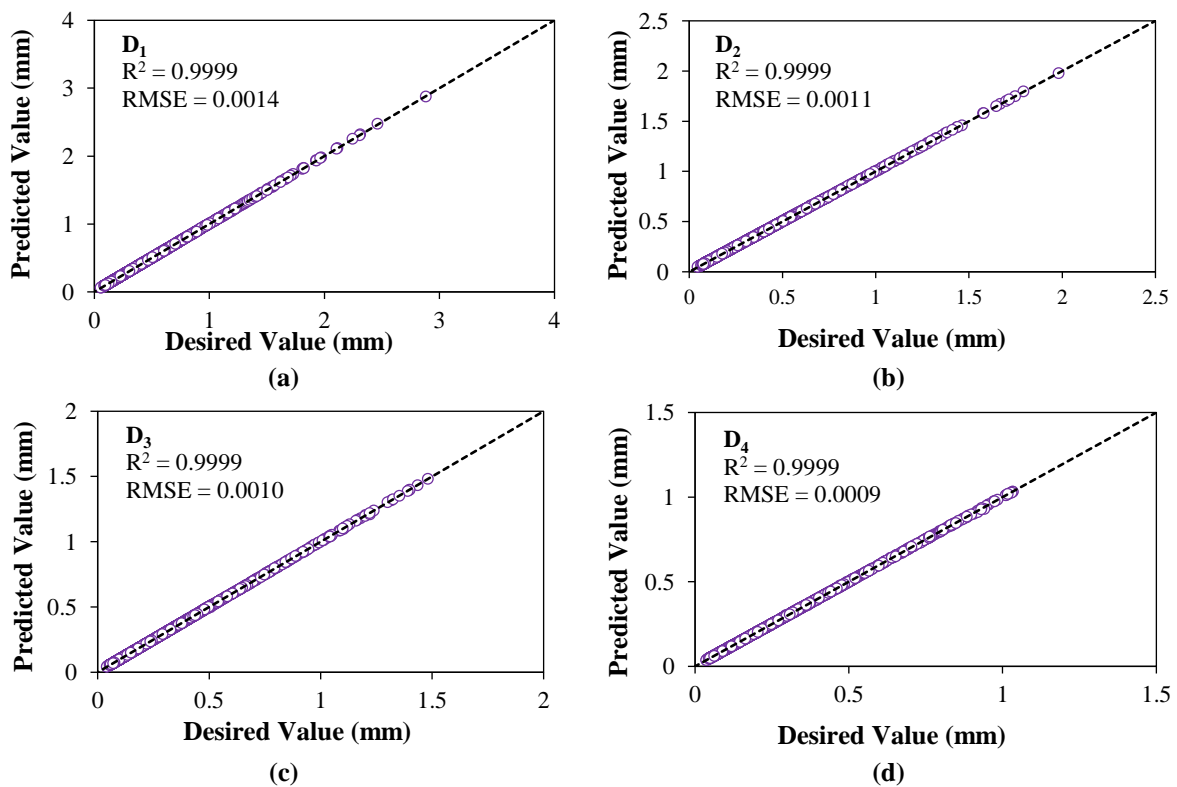 D₁
R² = 0.9999
RMSE = 0.0014
Predicted Value (mm)
4
3
2
1
0
0 1 2 3 4
Desired Value (mm)
(a)
D₂
R² = 0.9999
RMSE = 0.0011
Predicted Value (mm)
2.5
2
1.5
1
0.5
0
0 0.5 1 1.5 2 2.5
Desired Value (mm)
(b)
D₃
R² = 0.9999
RMSE = 0.0010
Predicted Value (mm)
2
1.5
1
0.5
0
0 0.5 1 1.5 2
Desired Value (mm)
(c)
D₄
R² = 0.9999
RMSE = 0.0009
Predicted Value (mm)
1.5
1
0.5
0
0 0.5 1 1.5
Desired Value (mm)
(d)